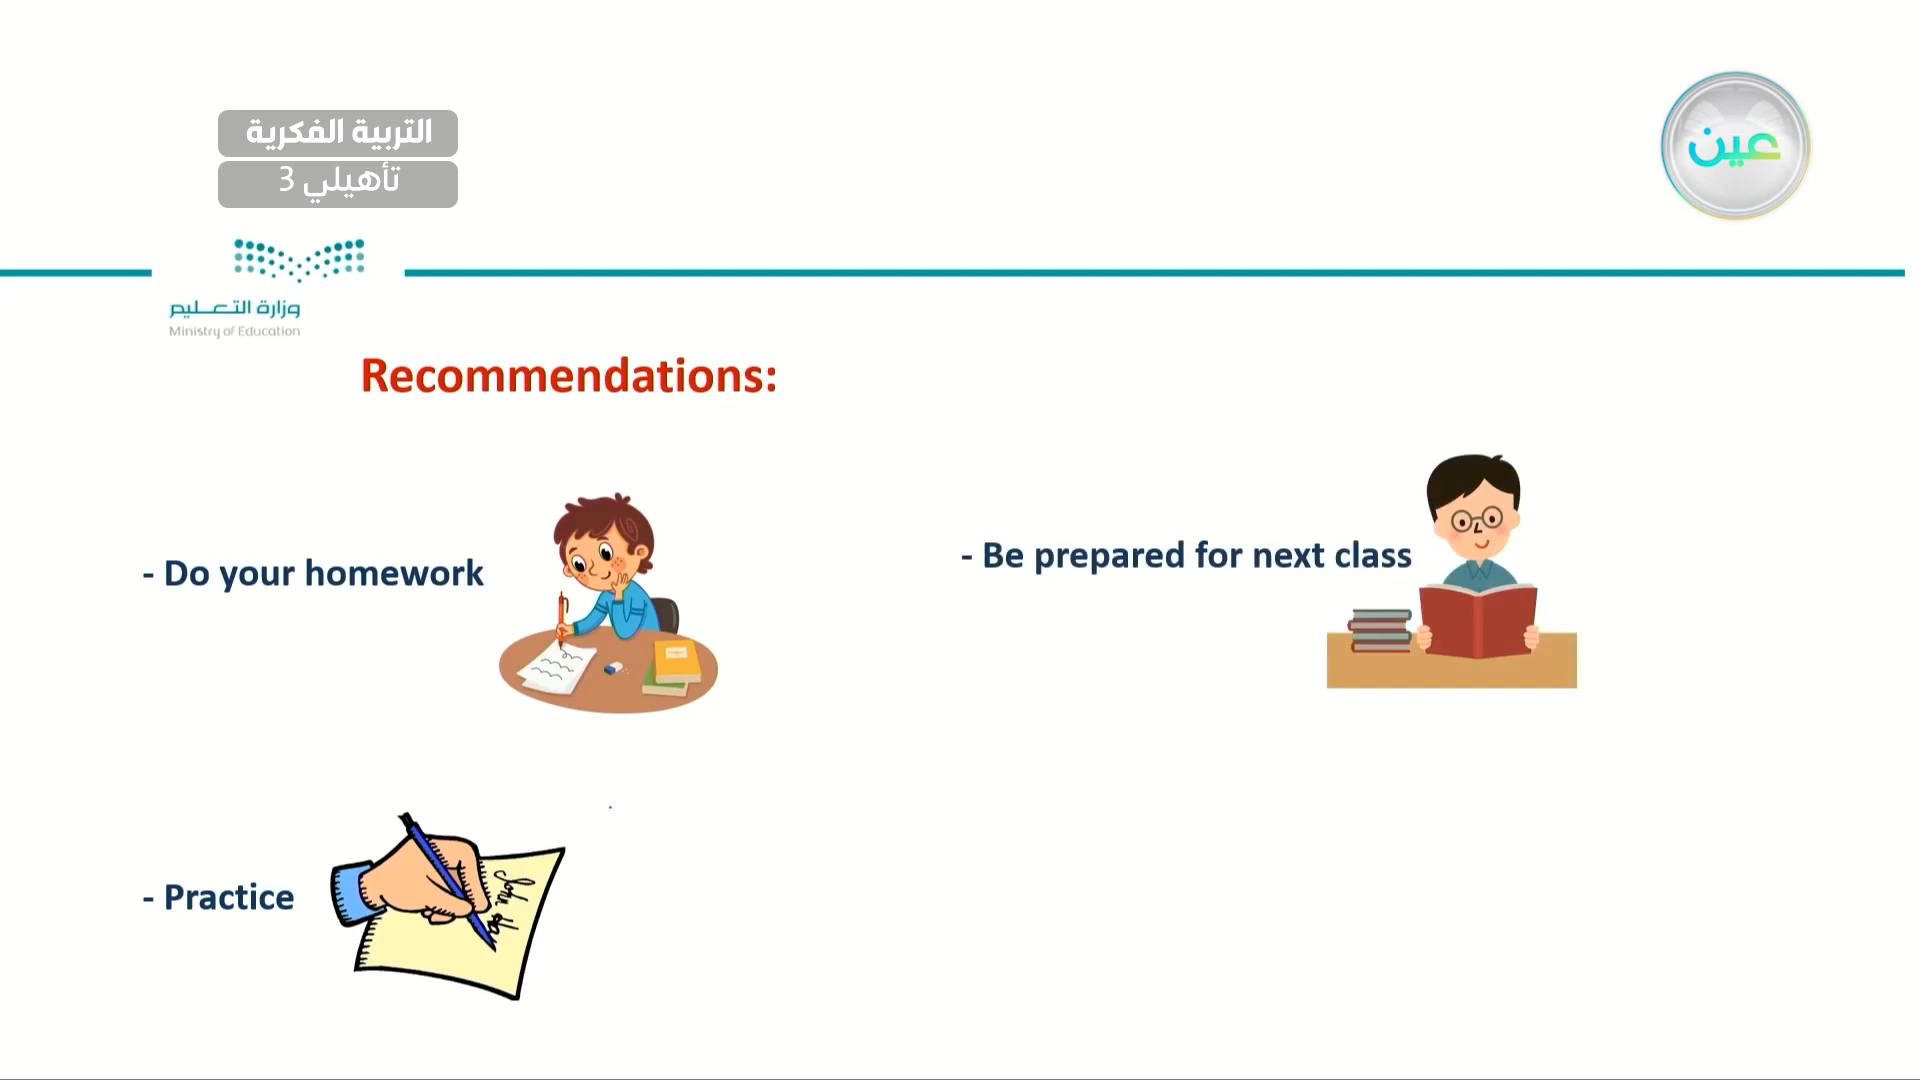 التربية الفكرية
تأهيلي 3
عين
وزارة التعـــليم
Ministry of Education
Recommendations:
- Do your homework
- Be prepared for next class
- Practice